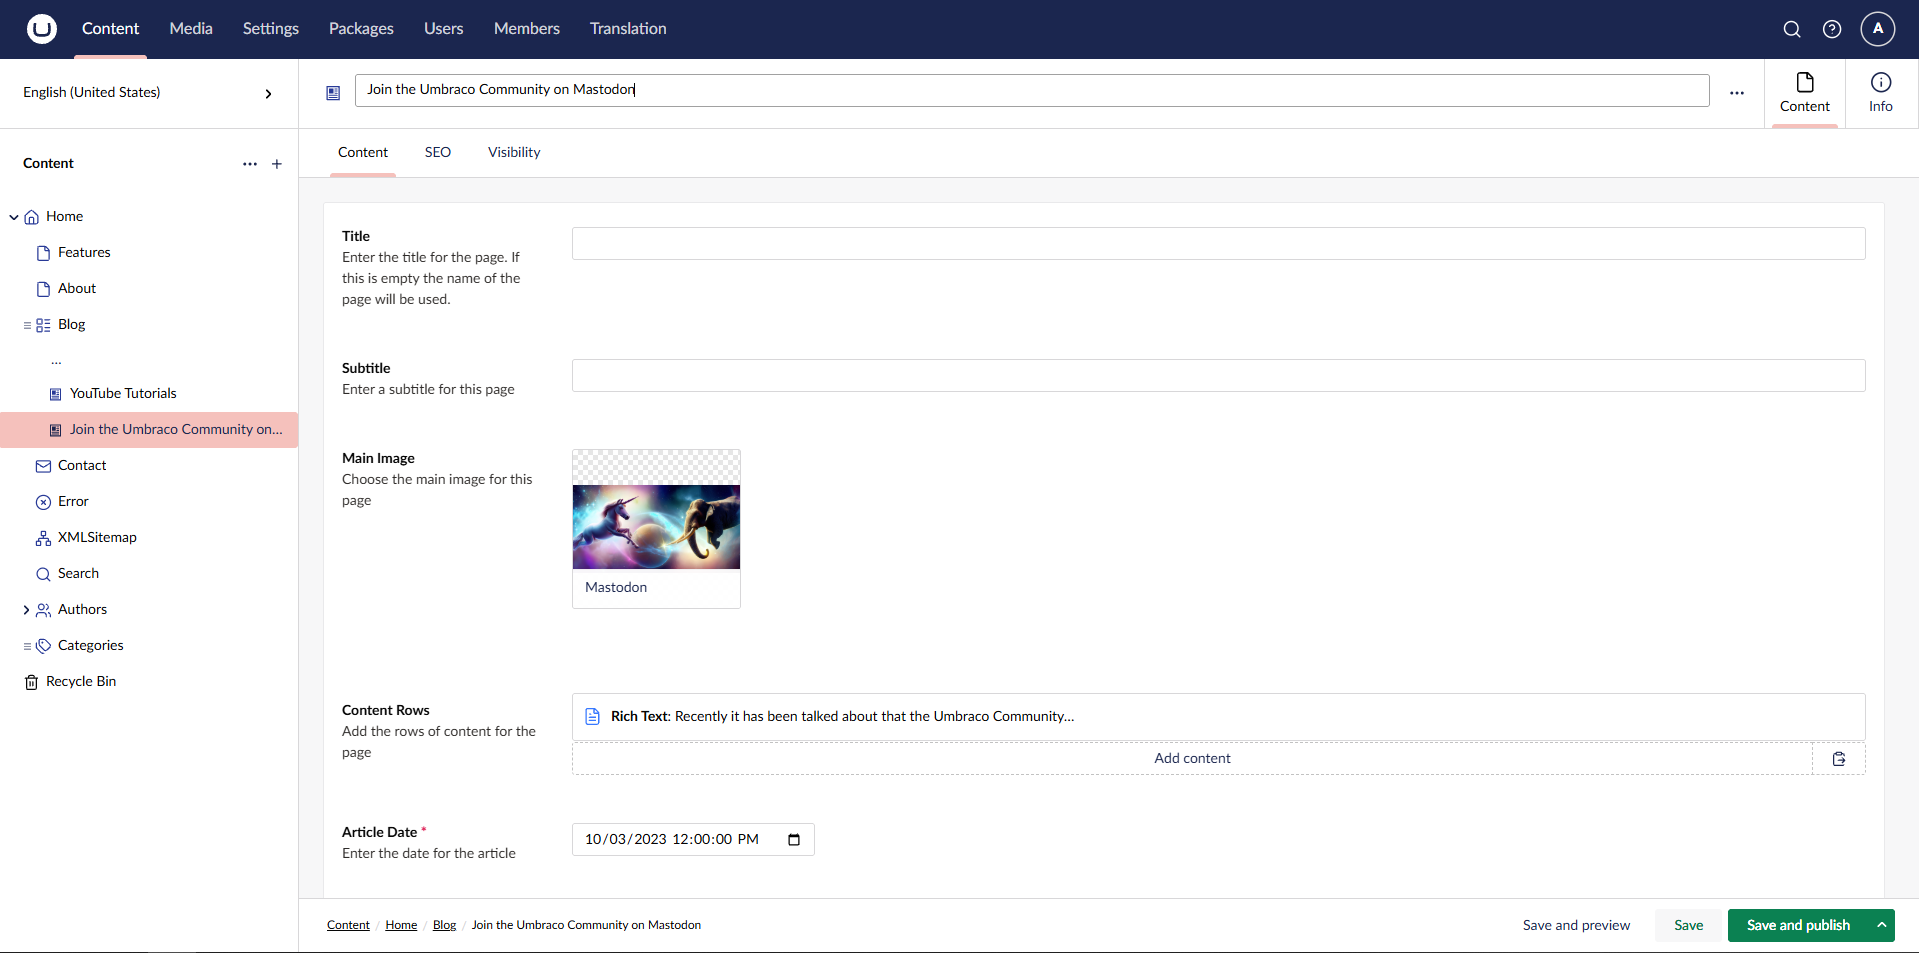 Content Media Settings Packages Users Members Translation A
English (United States)
Join the Umbraco Community on Mastodon
Content
Info
Content
Content SEO Visibility
Home
Features
About
Blog
...
YouTube Tutorials
Join the Umbraco Community on...
Contact
Error
XMLSitemap
Search
Authors
Categories
Recycle Bin
Title
Enter the title for the page. If
this is empty the name of the
page will be used.
Subtitle
Enter a subtitle for this page
Main Image
Choose the main image for this
page
Mastodon
Content Rows
Add the rows of content for the
page
Rich Text: Recently it has been talked about that the Umbraco Community...
Add content
Article Date *
Enter the date for the article
10/03/2023 12:00:00 PM
Content / Home / Blog / Join the Umbraco Community on Mastodon
Save and preview Save Save and publish